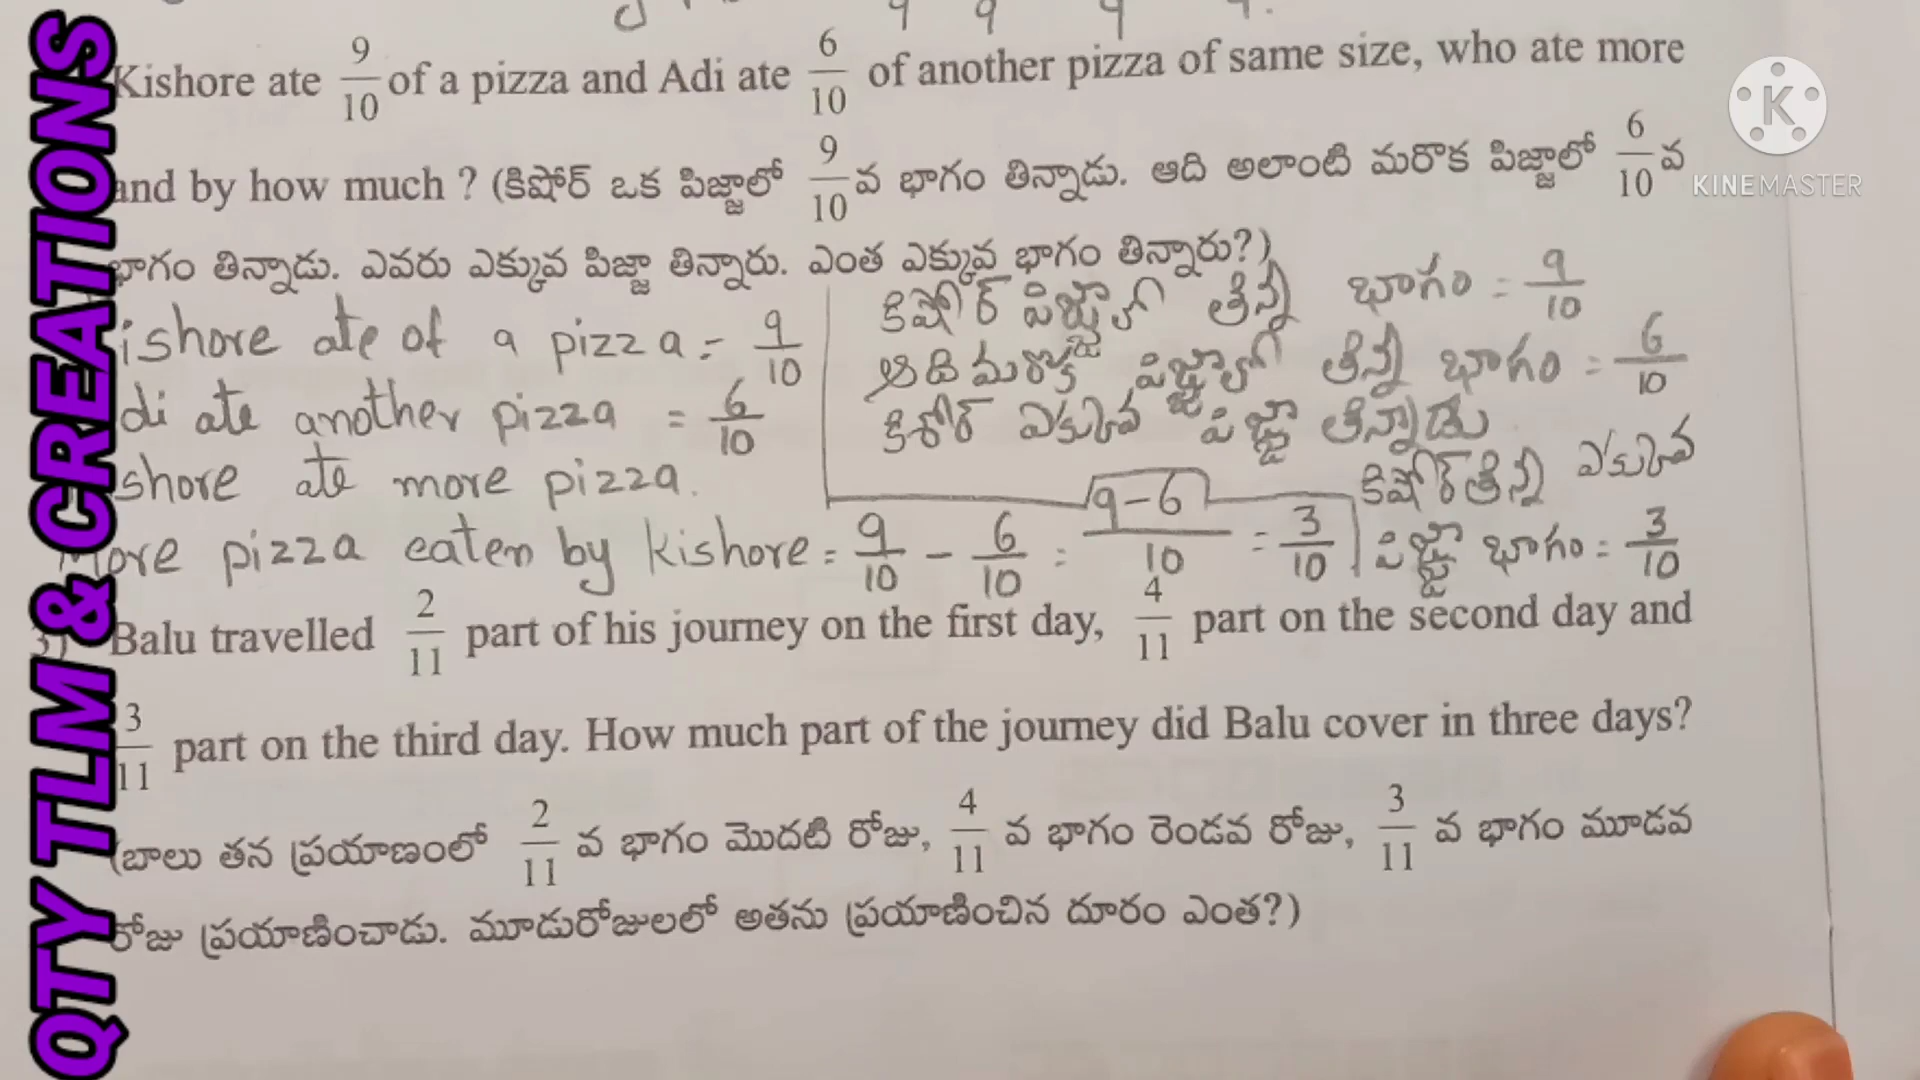 QTY TLM & CREATIONS
Kishore ate 9/10 of a pizza and Adi ate 6/10 of another pizza of same size, who ate more
and by how much ? (కిషోర్ ఒక పిజ్జాలో 9/10 వ భాగం తిన్నాడు. ఆది అలాంటి మరొక పిజ్జాలో 6/10 వ
భాగం తిన్నాడు. ఎవరు ఎక్కువ పిజ్జా తిన్నారు. ఎంత ఎక్కువ భాగం తిన్నారు?)
KINEMASTER
ishore ate of a pizza = 9/10
di ate another pizza = 6/10
shore ate more pizza.
కిషోర్ పిజ్జాలో తిన్న భాగం = 9/10
ఆది మరొక పిజ్జాలో తిన్న భాగం = 6/10
కిశోర్ ఎక్కువ పిజ్జా తిన్నాడు
More pizza eaten by kishore = 9/10 - 6/10 = 9-6/10 = 3/10
కిషోర్ తిన్న ఎక్కువ
పిజ్జా భాగం = 3/10
3) Balu travelled 2/11 part of his journey on the first day, 4/11 part on the second day and
3/11 part on the third day. How much part of the journey did Balu cover in three days?
(బాలు తన ప్రయాణంలో 2/11 వ భాగం మొదటి రోజు, 4/11 వ భాగం రెండవ రోజు, 3/11 వ భాగం మూడవ
రోజు ప్రయాణించాడు. మూడురోజులలో అతను ప్రయాణించిన దూరం ఎంత?)